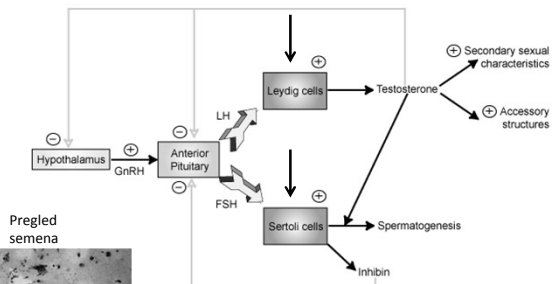 +
+
Secondary sexual
characteristics
Leydig cells
Testosterone
LH
+
Accessory
structures
−
−
+
Hypothalamus
GnRH
Anterior
Pituitary
−
FSH
+
Sertoli cells
Spermatogenesis
Inhibin
Pregled
semena